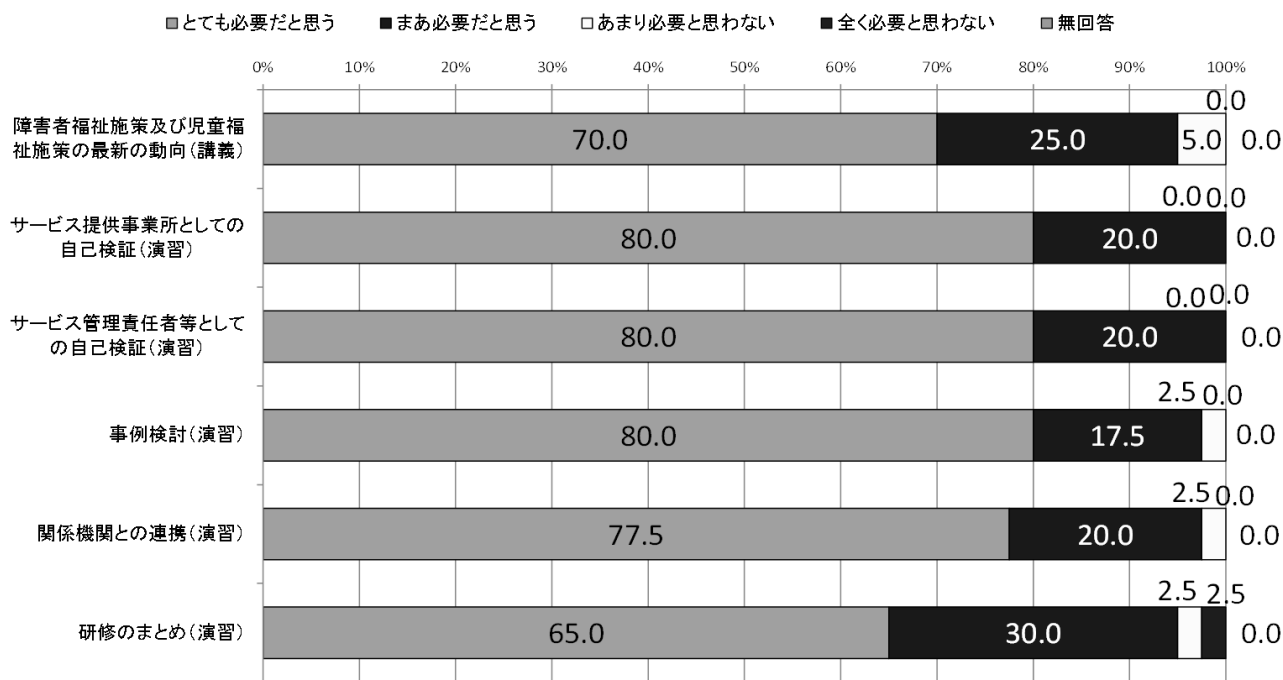 とても必要だと思う まあ必要だと思う あまり必要と思わない 全く必要と思わない 無回答
0% 10% 20% 30% 40% 50% 60% 70% 80% 90% 100%
0.0
障害者福祉施策及び児童福
祉施策の最新の動向(講義)
70.0 25.0 5.0 0.0
0.0 0.0
サービス提供事業所としての
自己検証(演習)
80.0 20.0 0.0
0.0 0.0
サービス管理責任者等として
の自己検証(演習)
80.0 20.0 0.0
2.5 0.0
事例検討(演習)
80.0 17.5 0.0
2.5 0.0
関係機関との連携(演習)
77.5 20.0 0.0
2.5 2.5
研修のまとめ(演習)
65.0 30.0 0.0